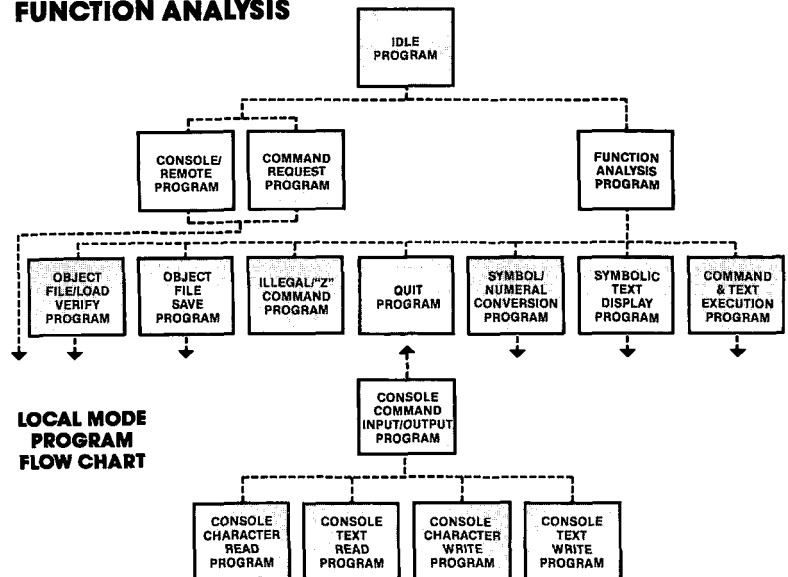 FUNCTION ANALYSIS
IDLE
PROGRAM
CONSOLE/
REMOTE
PROGRAM
COMMAND
REQUEST
PROGRAM
FUNCTION
ANALYSIS
PROGRAM
OBJECT
FILE/LOAD
VERIFY
PROGRAM
OBJECT
FILE
SAVE
PROGRAM
ILLEGAL/"Z"
COMMAND
PROGRAM
QUIT
PROGRAM
SYMBOL/
NUMERAL
CONVERSION
PROGRAM
SYMBOLIC
TEXT
DISPLAY
PROGRAM
COMMAND
& TEXT
EXECUTION
PROGRAM
LOCAL MODE
PROGRAM
FLOW CHART
CONSOLE
COMMAND
INPUT/OUTPUT
PROGRAM
CONSOLE
CHARACTER
READ
PROGRAM
CONSOLE
TEXT
READ
PROGRAM
CONSOLE
CHARACTER
WRITE
PROGRAM
CONSOLE
TEXT
WRITE
PROGRAM